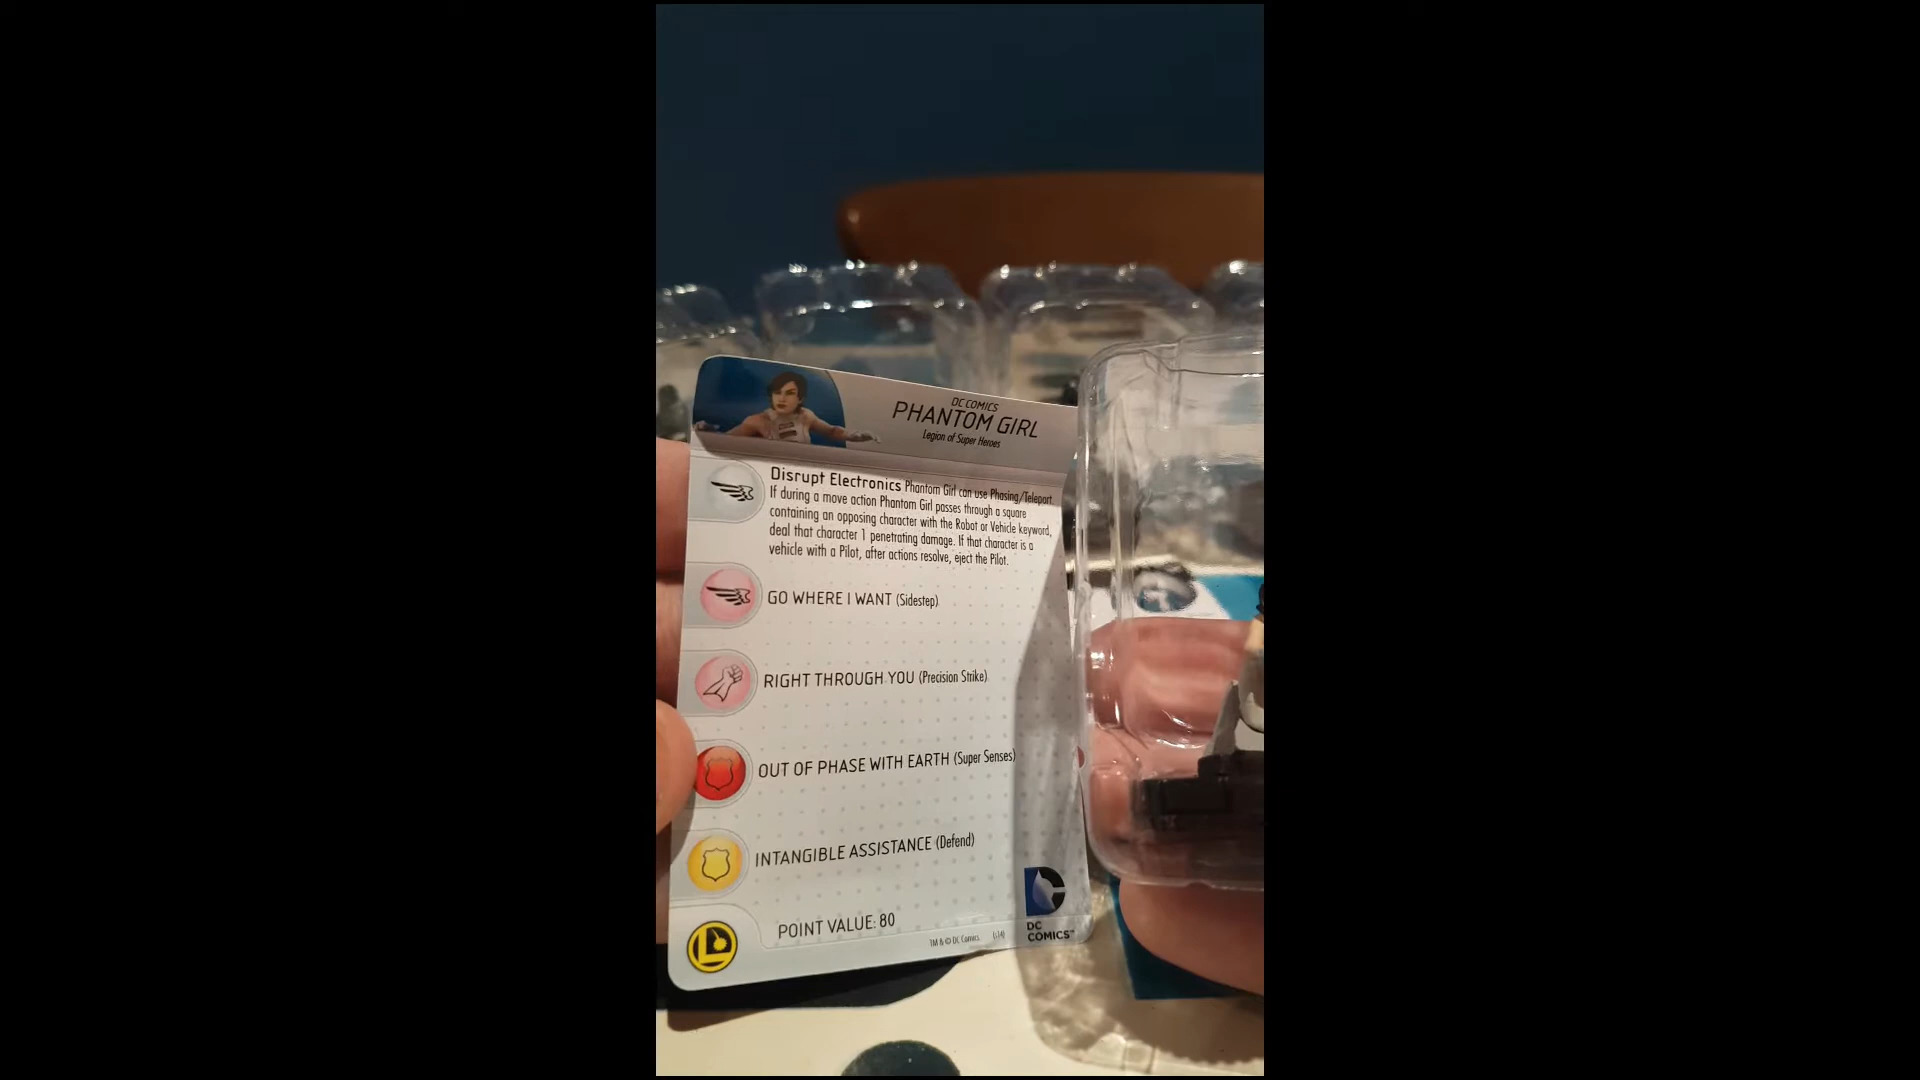 DC COMICS
PHANTOM GIRL
Legion of Super Heroes
Disrupt Electronics Phantom Girl can use Phasing/Teleport.
If during a move action Phantom Girl passes through a square
containing an opposing character with the Robot or Vehicle keyword,
deal that character 1 penetrating damage. If that character is a
vehicle with a Pilot, after actions resolve, eject the Pilot.
GO WHERE I WANT (Sidestep)
RIGHT THROUGH YOU (Precision Strike)
OUT OF PHASE WITH EARTH (Super Senses)
INTANGIBLE ASSISTANCE (Defend)
POINT VALUE: 80
TM & © DC Comics.
DC
COMICS™